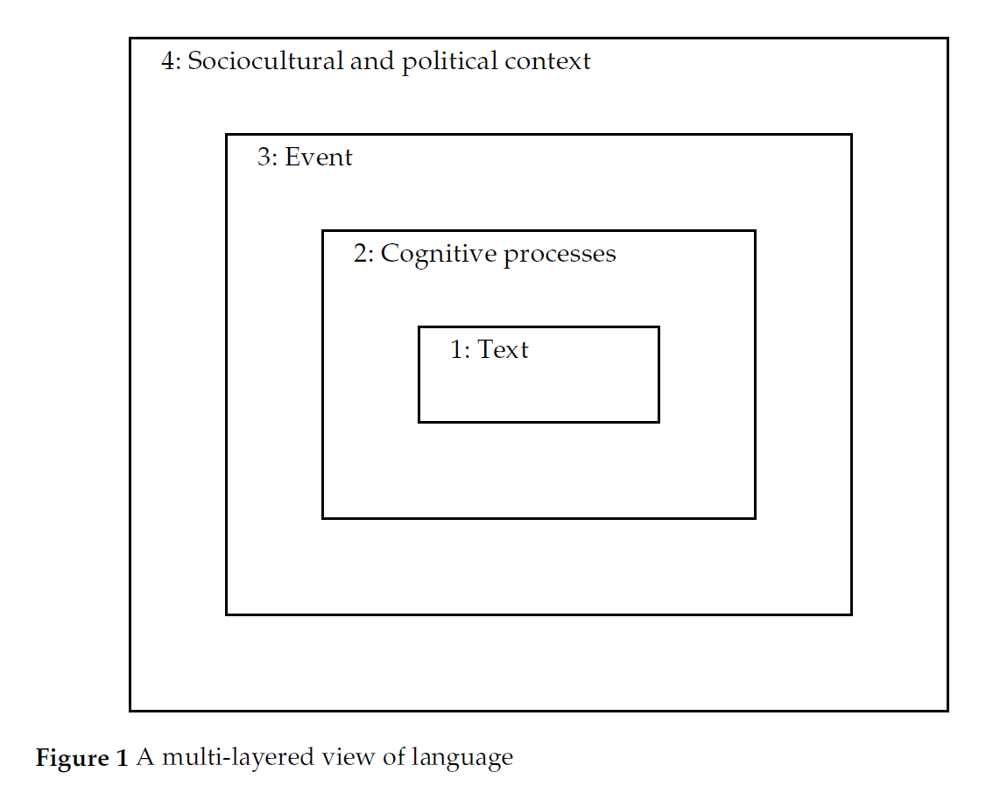 4: Sociocultural and political context
3: Event
2: Cognitive processes
1: Text
Figure 1 A multi-layered view of language